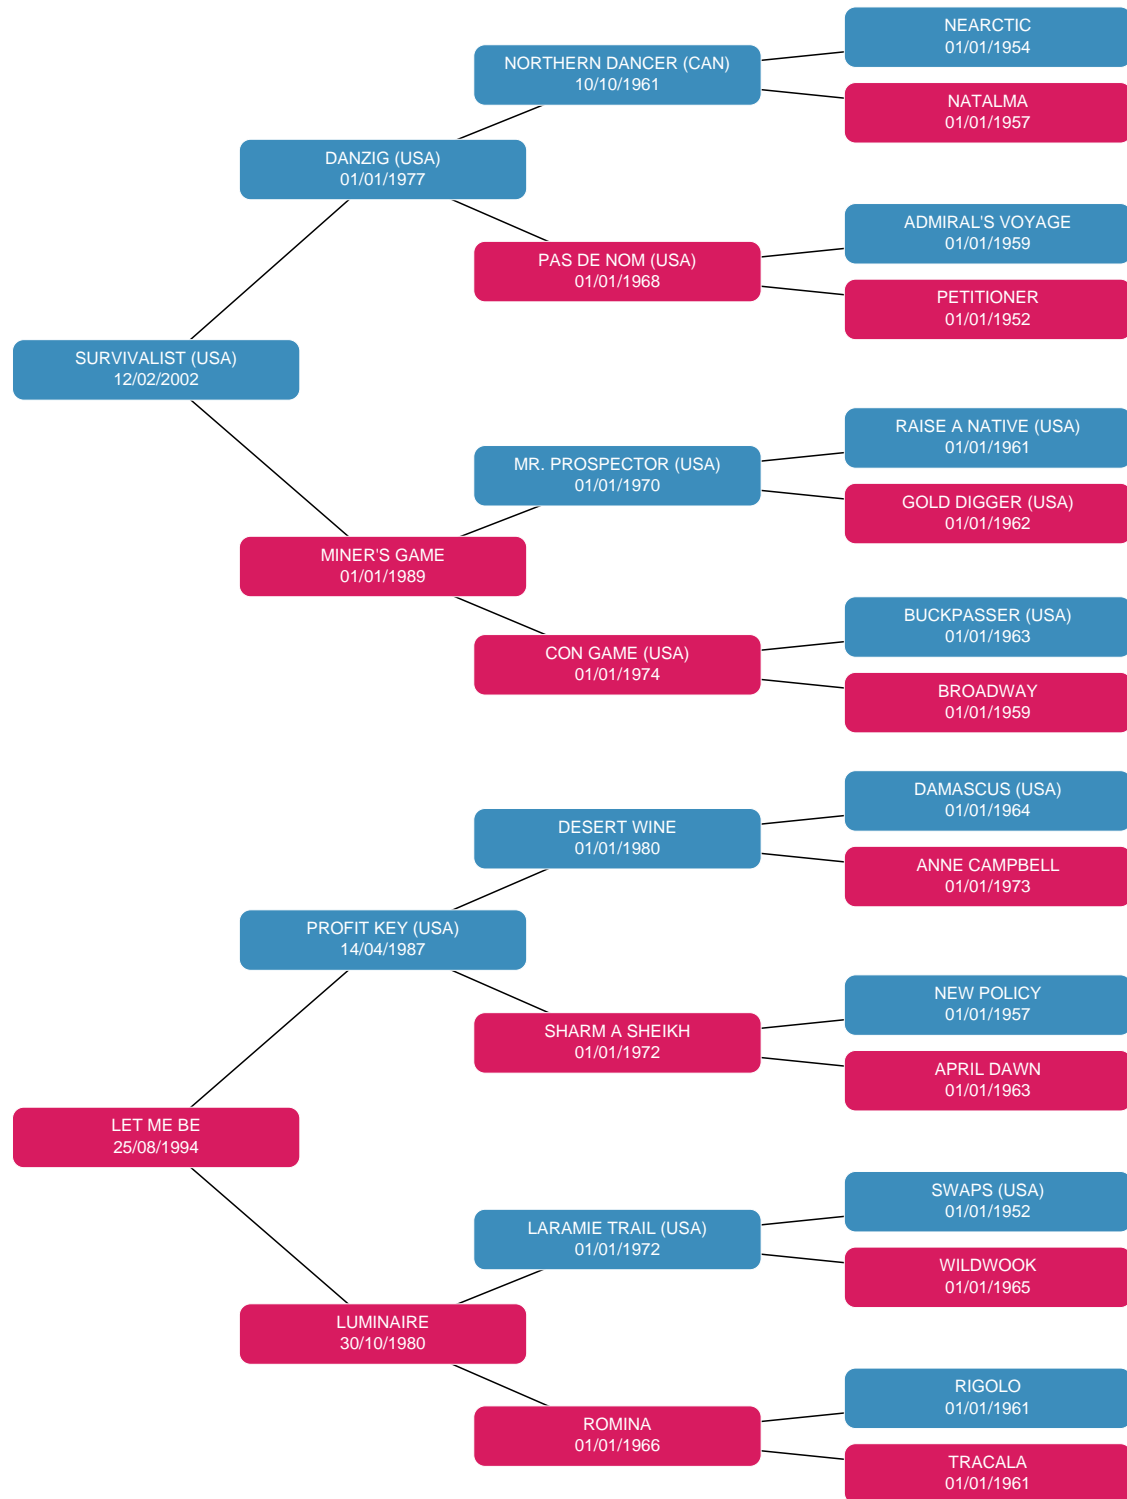 NEARCTIC
01/01/1954
NORTHERN DANCER (CAN)
10/10/1961
NATALMA
01/01/1957
DANZIG (USA)
01/01/1977
ADMIRAL'S VOYAGE
01/01/1959
PAS DE NOM (USA)
01/01/1968
PETITIONER
01/01/1952
SURVIVALIST (USA)
12/02/2002
RAISE A NATIVE (USA)
01/01/1961
MR. PROSPECTOR (USA)
01/01/1970
GOLD DIGGER (USA)
01/01/1962
MINER'S GAME
01/01/1989
BUCKPASSER (USA)
01/01/1963
CON GAME (USA)
01/01/1974
BROADWAY
01/01/1959
DAMASCUS (USA)
01/01/1964
DESERT WINE
01/01/1980
ANNE CAMPBELL
01/01/1973
PROFIT KEY (USA)
14/04/1987
NEW POLICY
01/01/1957
SHARM A SHEIKH
01/01/1972
APRIL DAWN
01/01/1963
LET ME BE
25/08/1994
SWAPS (USA)
01/01/1952
LARAMIE TRAIL (USA)
01/01/1972
WILDWOOK
01/01/1965
LUMINAIRE
30/10/1980
RIGOLO
01/01/1961
ROMINA
01/01/1966
TRACALA
01/01/1961